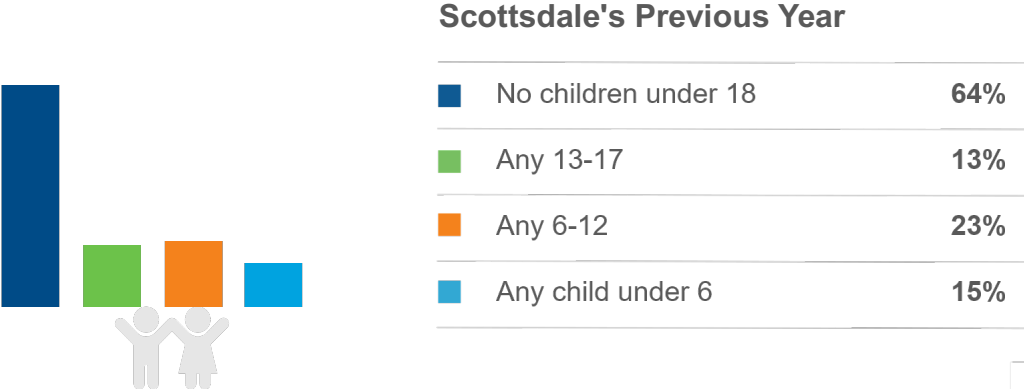 Scottsdale's Previous Year
No children under 18 64%
Any 13-17 13%
Any 6-12 23%
Any child under 6 15%